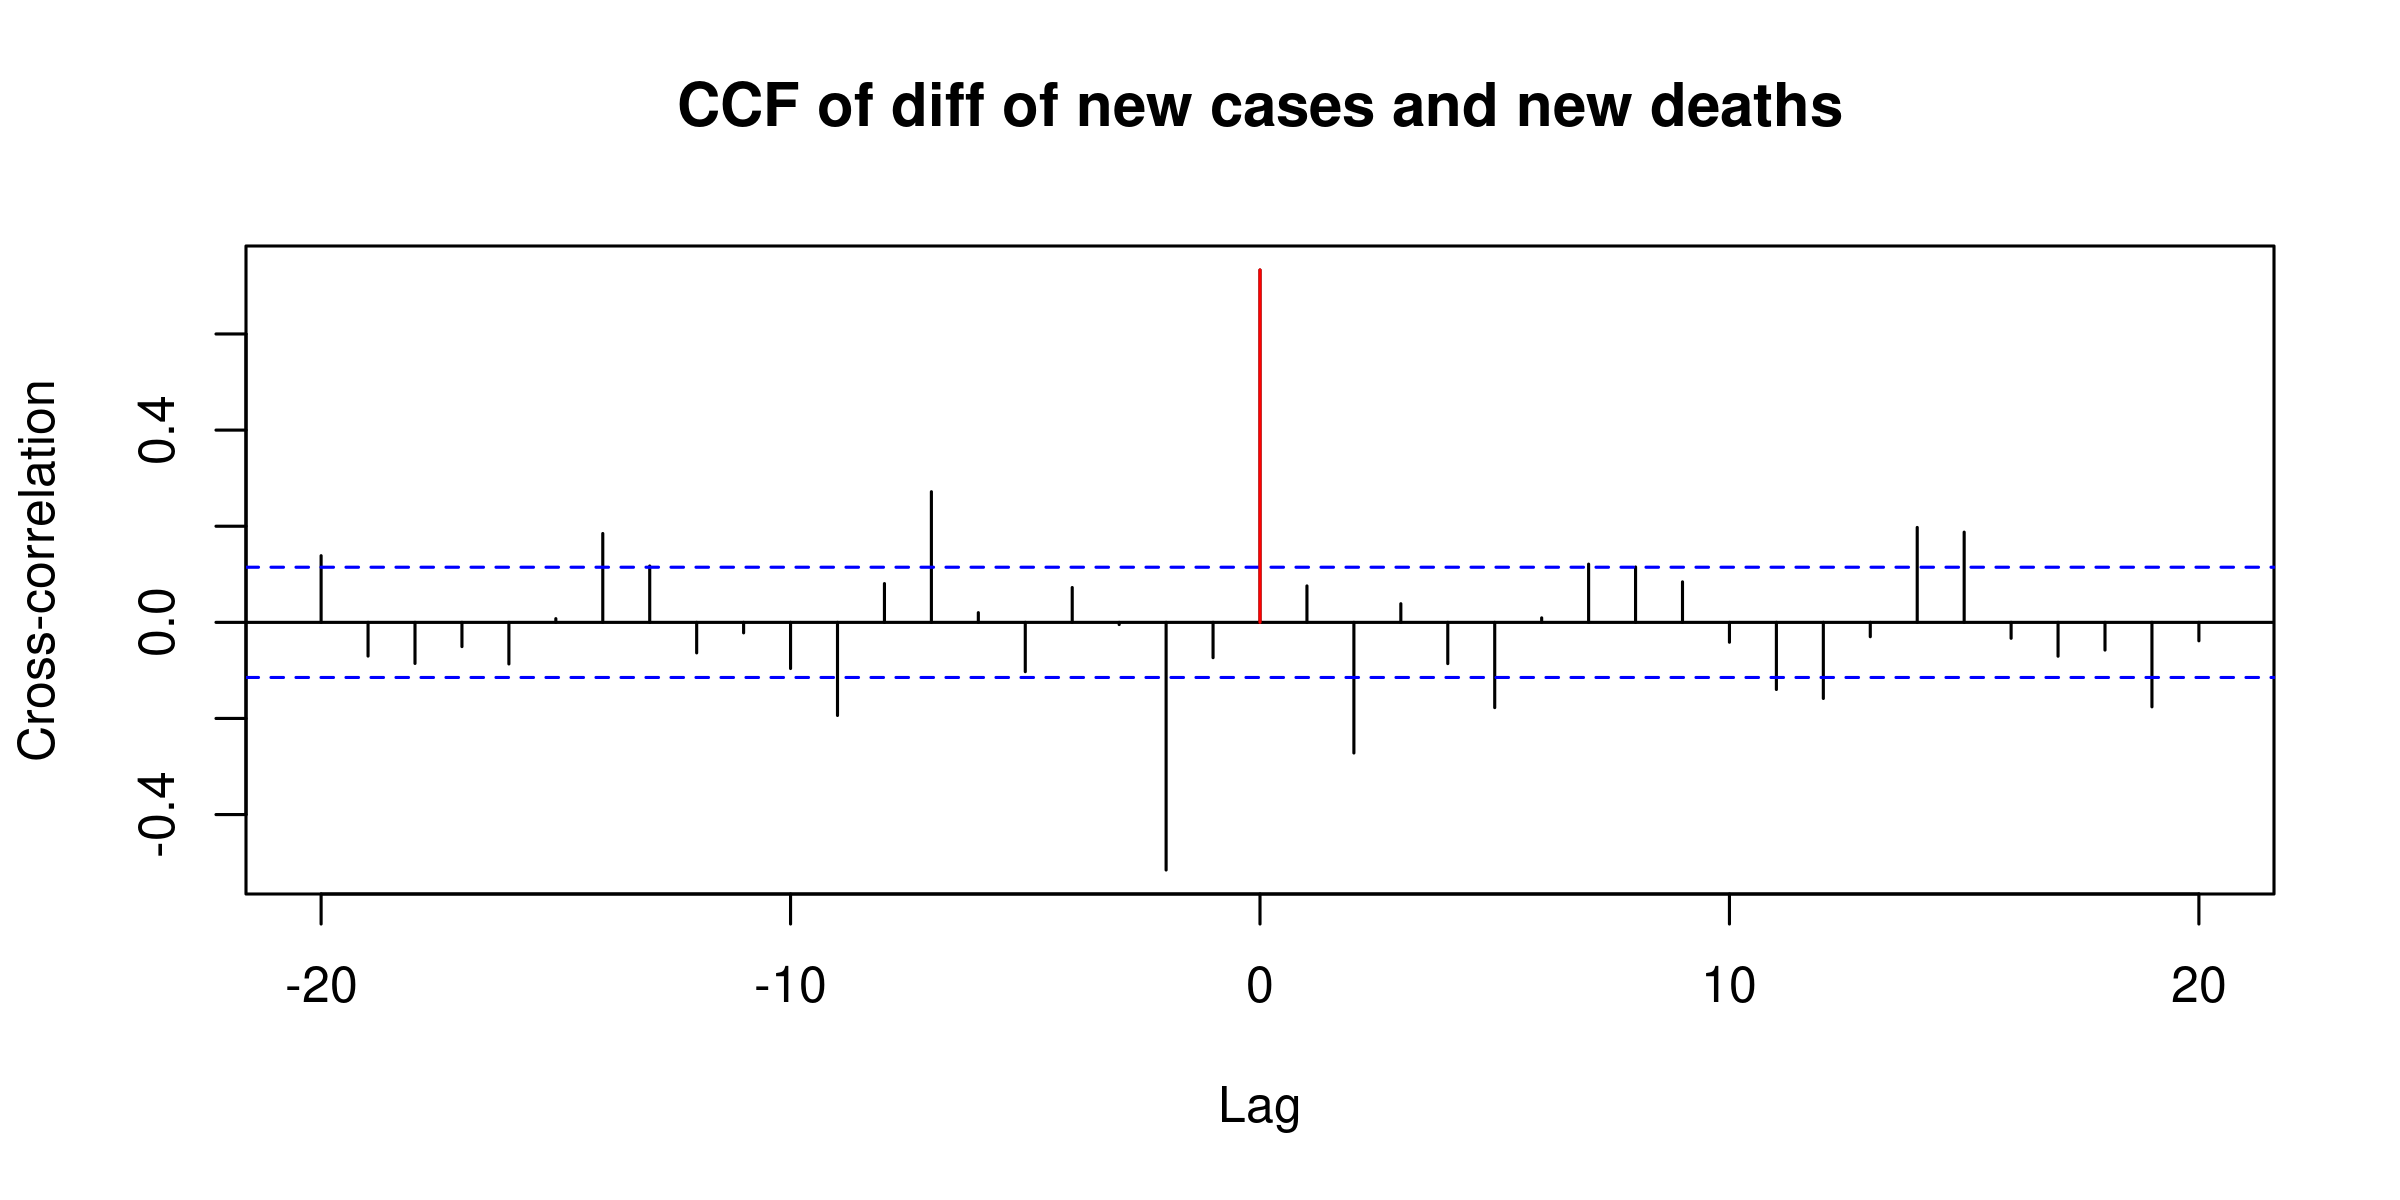 CCF of diff of new cases and new deaths
Cross-correlation
0.4
0.0
-0.4
-20 -10 0 10 20
Lag